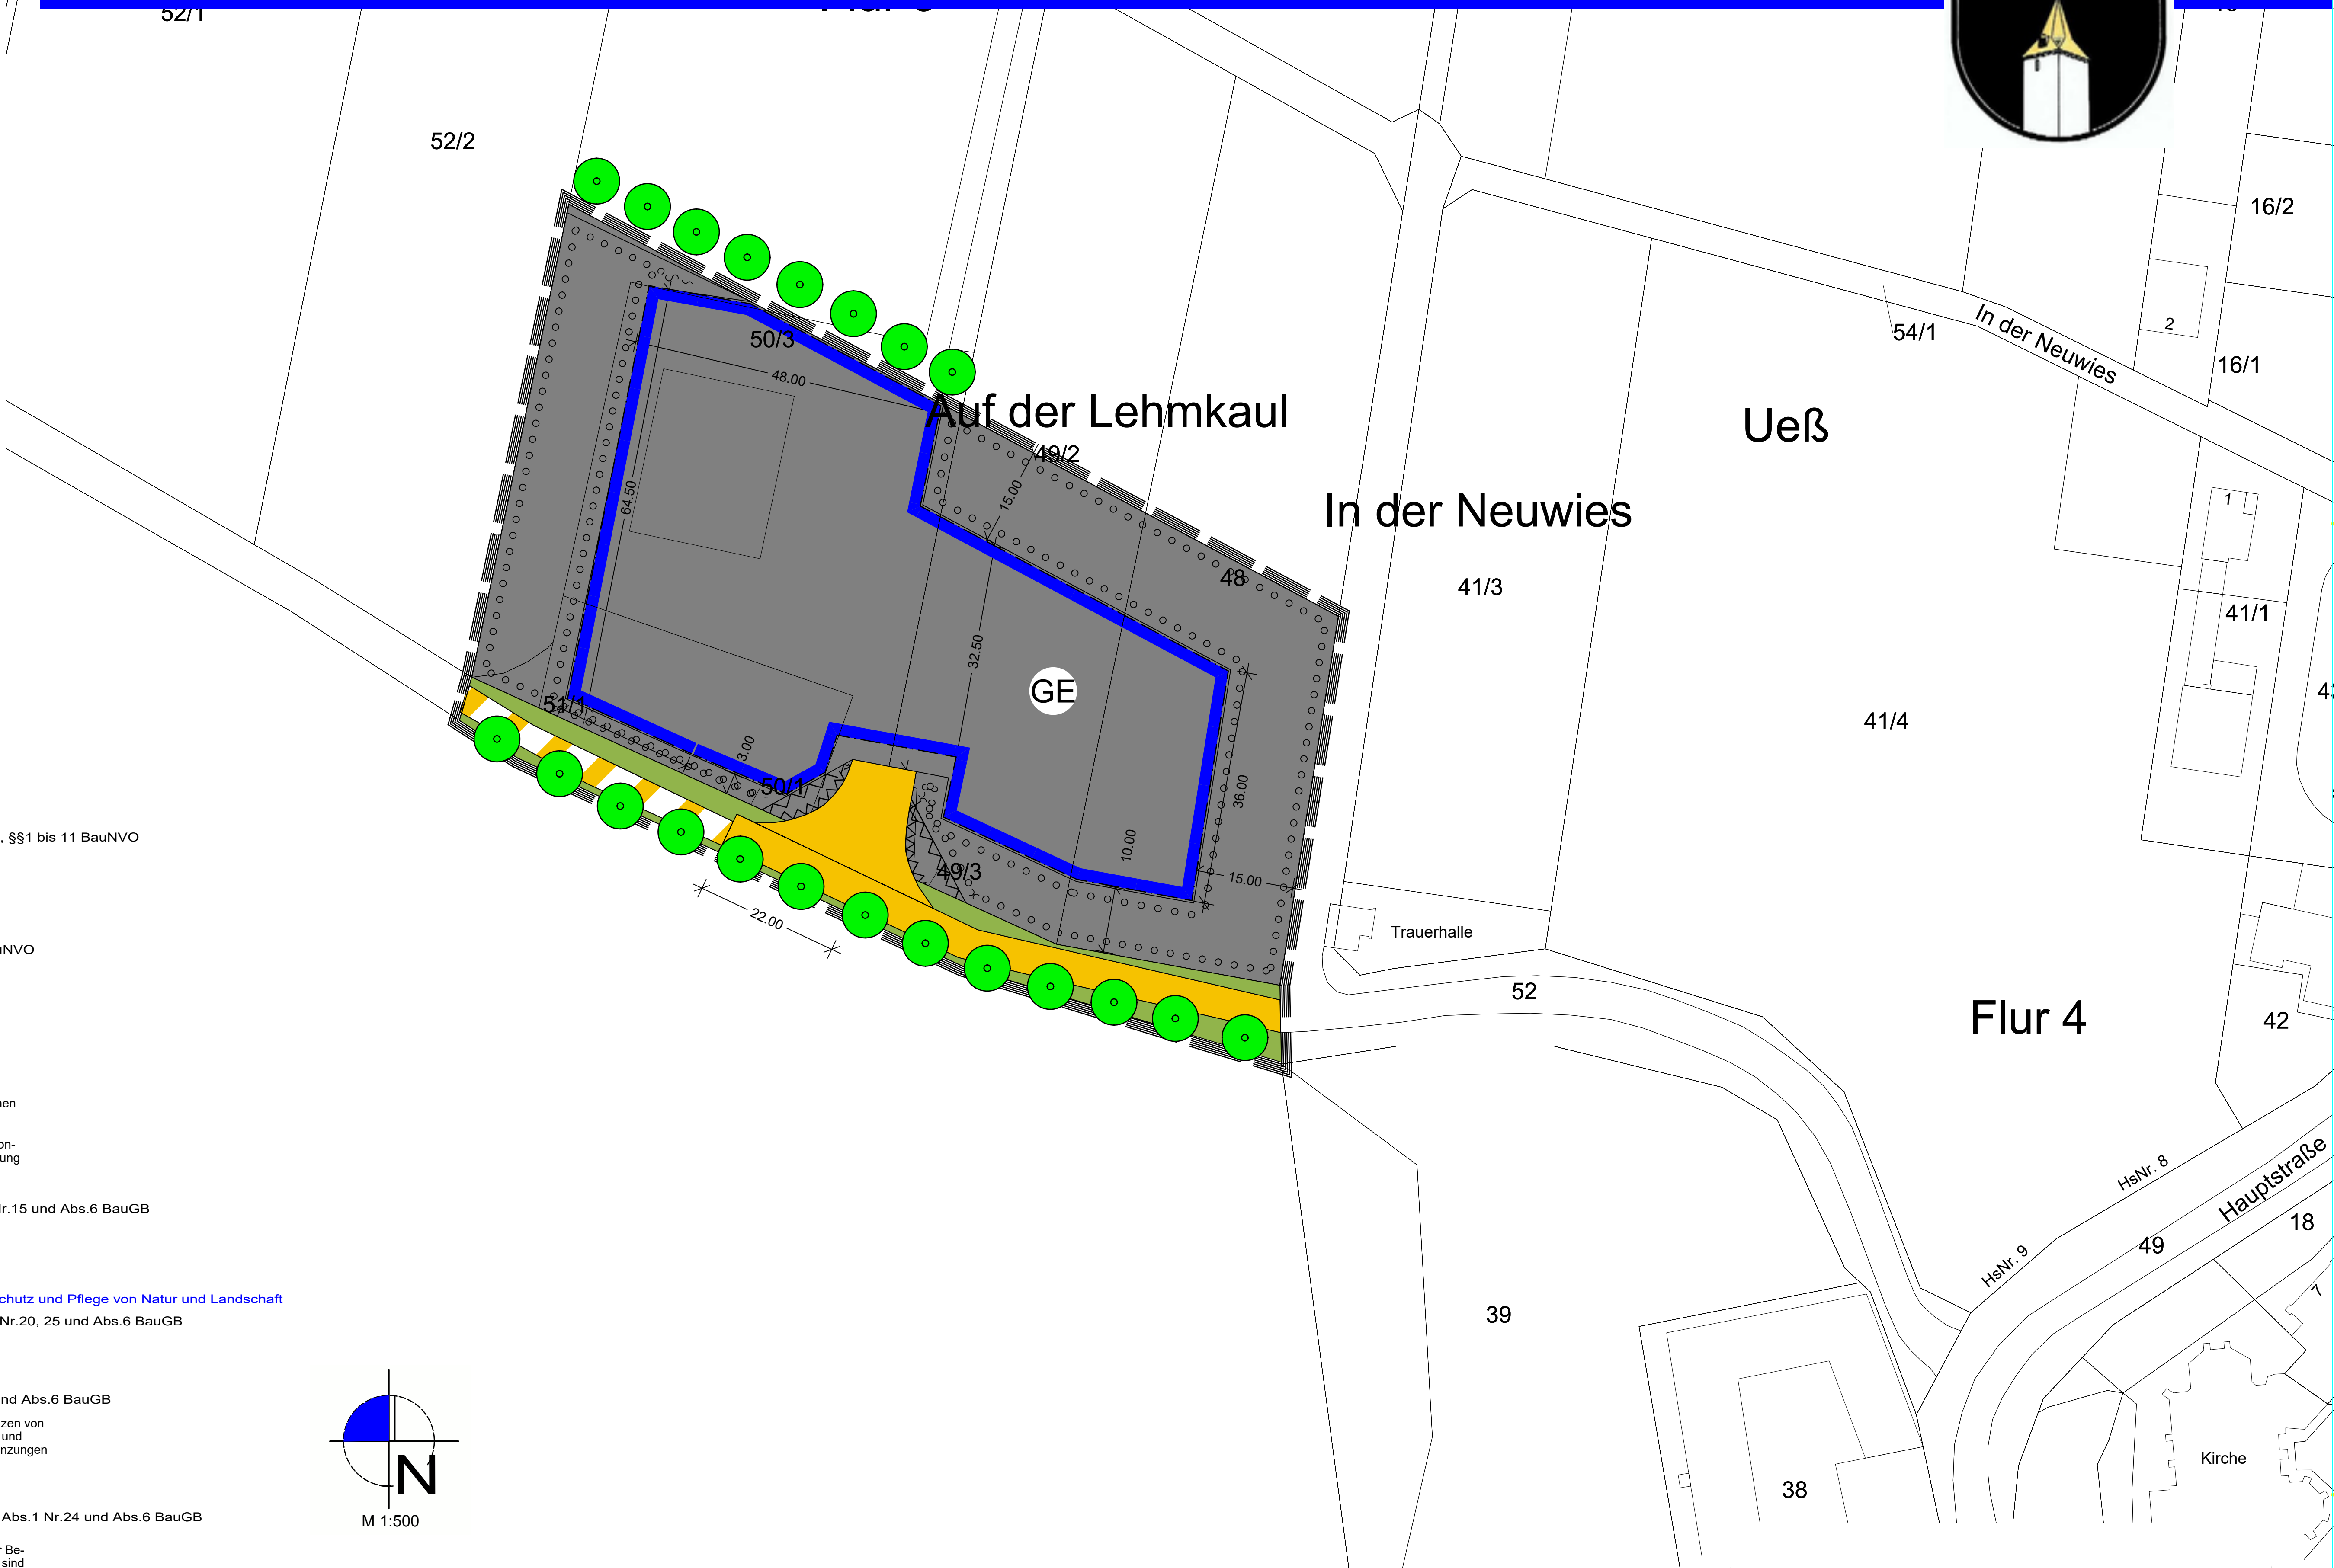 52/1
52/2
16/2
2
54/1
In der Neuwies
16/1
50/3
48.00
Auf der Lehmkaul
Ueß
49/2
15.00
64.50
In der Neuwies
1
48
41/3
41/1
32.50
GE
51/1
41/4
3.00
50/1
36.00
10.00
, §§1 bis 11 BauNVO
49/3
15.00
22.00
Trauerhalle
52
Flur 4
42
HsNr. 8
Hauptstraße
18
49
HsNr. 9
7
r.15 und Abs.6 BauGB
chutz und Pflege von Natur und Landschaft
Nr.20, 25 und Abs.6 BauGB
39
nd Abs.6 BauGB
zen von
und
nzungen
N
M 1:500
Kirche
38
Abs.1 Nr.24 und Abs.6 BauGB
r Be-
sind